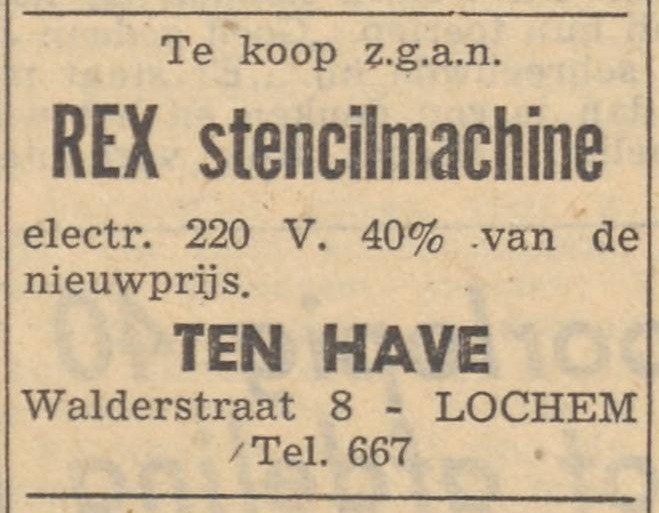 Te koop z.g.a.n.
REX stencilmachine
electr. 220 V. 40% van de
nieuwprijs.
TEN HAVE
Walderstraat 8 - LOCHEM
Tel. 667